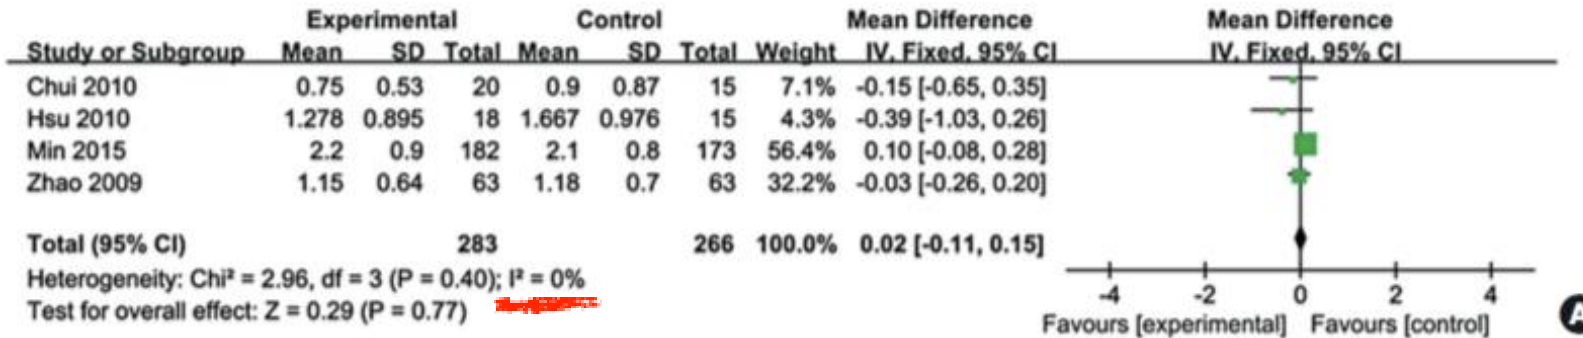 Experimental Control Mean Difference Mean Difference
Study or Subgroup Mean SD Total Mean SD Total Weight IV, Fixed, 95% CI IV, Fixed, 95% CI
Chui 2010 0.75 0.53 20 0.9 0.87 15 7.1% -0.15 [-0.65, 0.35]
Hsu 2010 1.278 0.895 18 1.667 0.976 15 4.3% -0.39 [-1.03, 0.26]
Min 2015 2.2 0.9 182 2.1 0.8 173 56.4% 0.10 [-0.08, 0.28]
Zhao 2009 1.15 0.64 63 1.18 0.7 63 32.2% -0.03 [-0.26, 0.20]
Total (95% CI) 283 266 100.0% 0.02 [-0.11, 0.15]
Heterogeneity: Chi² = 2.96, df = 3 (P = 0.40); I² = 0%
Test for overall effect: Z = 0.29 (P = 0.77)
-4 -2 0 2 4
Favours [experimental] Favours [control]
A